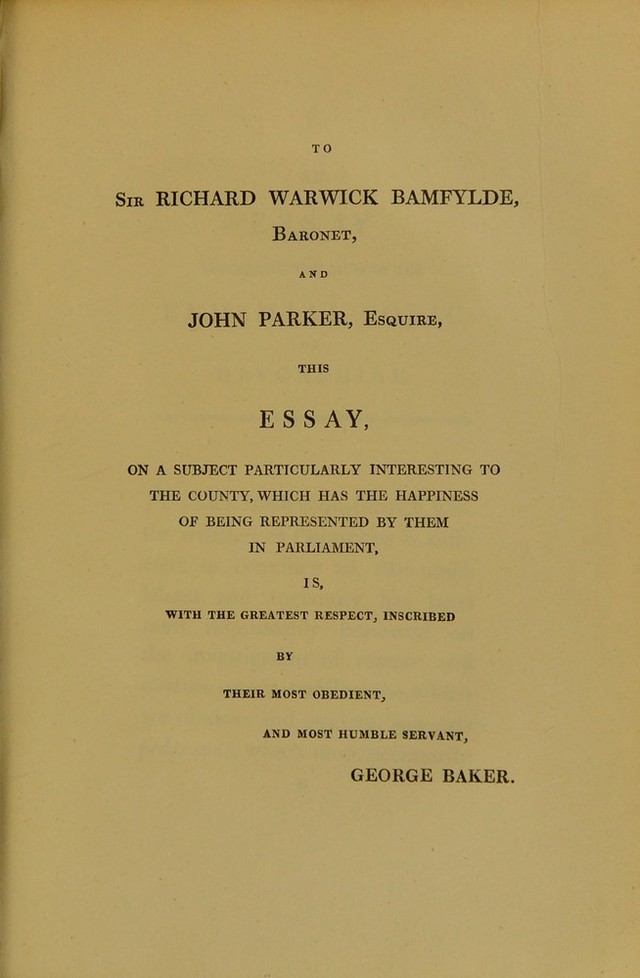 TO
SIR RICHARD WARWICK BAMFYLDE,
BARONET,
AND
JOHN PARKER, ESQUIRE,
THIS
ESSAY,
ON A SUBJECT PARTICULARLY INTERESTING TO
THE COUNTY, WHICH HAS THE HAPPINESS
OF BEING REPRESENTED BY THEM
IN PARLIAMENT,
IS,
WITH THE GREATEST RESPECT, INSCRIBED
BY
THEIR MOST OBEDIENT,
AND MOST HUMBLE SERVANT,
GEORGE BAKER.